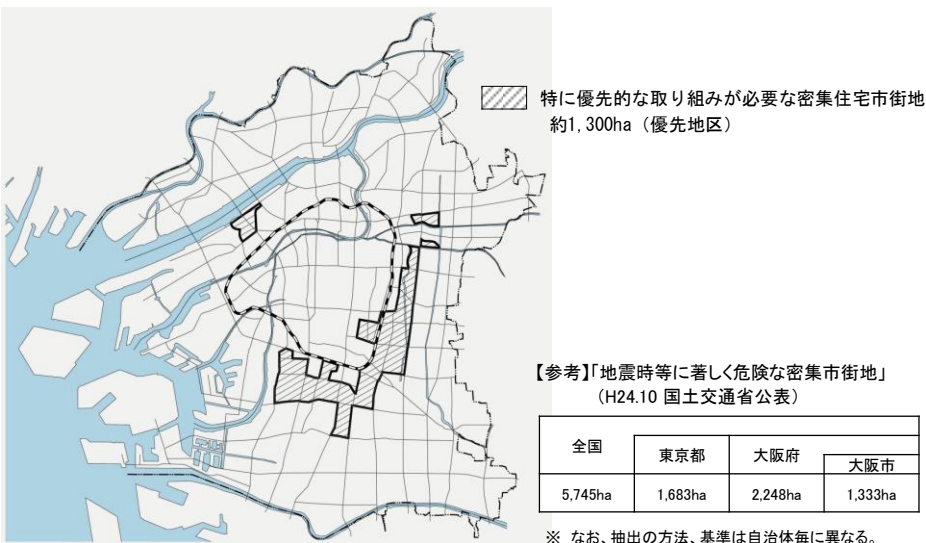 特に優先的な取り組みが必要な密集住宅市街地
約1,300ha（優先地区）
【参考】「地震時等に著しく危険な密集市街地」
（H24.10 国土交通省公表）
全国 東京都 大阪府 大阪市
5,745ha 1,683ha 2,248ha 1,333ha
※ なお、抽出の方法、基準は自治体毎に異なる。